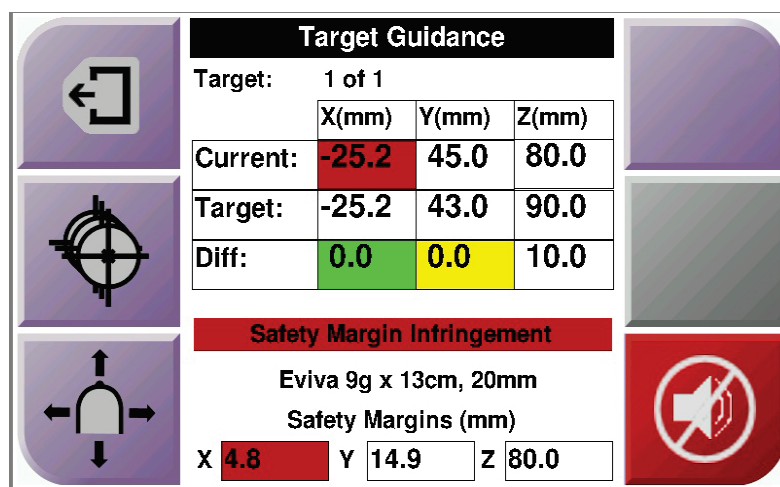 Target Guidance
Target: 1 of 1
X(mm) Y(mm) Z(mm)
Current: -25.2 45.0 80.0
Target: -25.2 43.0 90.0
Diff: 0.0 0.0 10.0
Safety Margin Infringement
Eviva 9g x 13cm, 20mm
Safety Margins (mm)
X 4.8 Y 14.9 Z 80.0